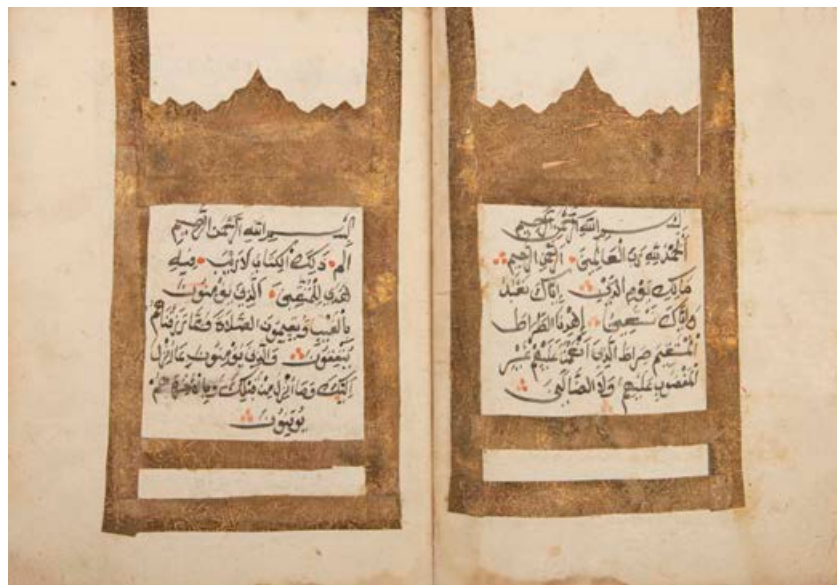 بسم الله الرحمن الرحيم
الحمد لله رب العالمين الرحمن الرحيم
مالك يوم الدين إياك نعبد
وإياك نستعين إهدنا الصراط
المستقيم صراط الذين أنعمت عليهم غير
المغضوب عليهم ولا الضالين
بسم الله الرحمن الرحيم
الم ذلك الكتاب لا ريب فيه
هدى للمتقين الذين يؤمنون
بالغيب ويقيمون الصلاة ومما رزقناهم
ينفقون والذين يؤمنون بما أنزل
إليك وما أنزل من قبلك وبالآخرة هم
يوقنون